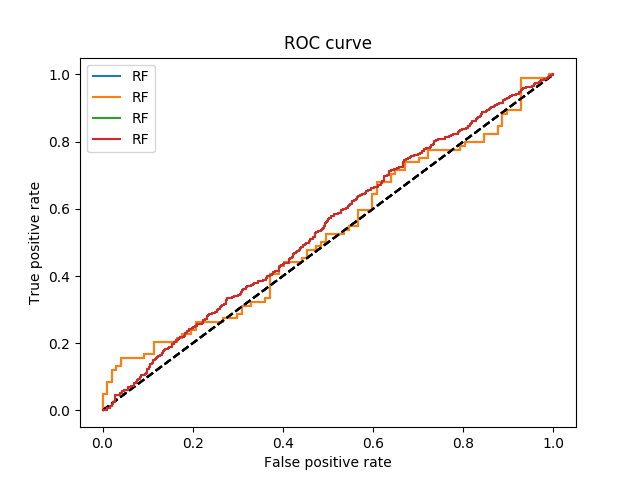 ROC curve
RF
RF
RF
RF
True positive rate
1.0
0.8
0.6
0.4
0.2
0.0
0.0 0.2 0.4 0.6 0.8 1.0
False positive rate